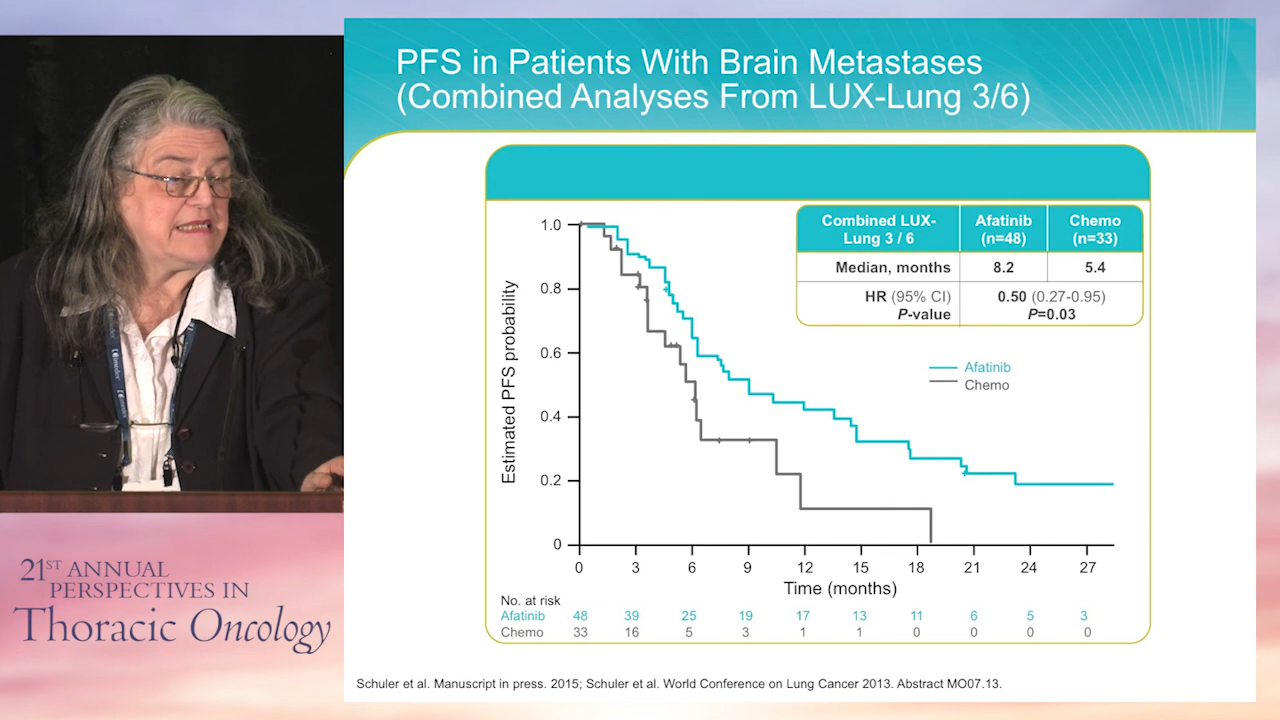 PFS in Patients With Brain Metastases
(Combined Analyses From LUX-Lung 3/6)
Combined LUX-
Lung 3 / 6
Afatinib
(n=48)
Chemo
(n=33)
Median, months
8.2
5.4
HR (95% CI)
0.50 (0.27-0.95)
P-value
P=0.03
Estimated PFS probability
1.0
0.8
0.6
0.4
0.2
0
Afatinib
Chemo
0 3 6 9 12 15 18 21 24 27
Time (months)
No. at risk
Afatinib 48 39 25 19 17 13 11 6 5 3
Chemo 33 16 5 3 1 1 0 0 0 0
Schuler et al. Manuscript in press. 2015; Schuler et al. World Conference on Lung Cancer 2013. Abstract MO07.13.
21ST ANNUAL
PERSPECTIVES IN
Thoracic Oncology